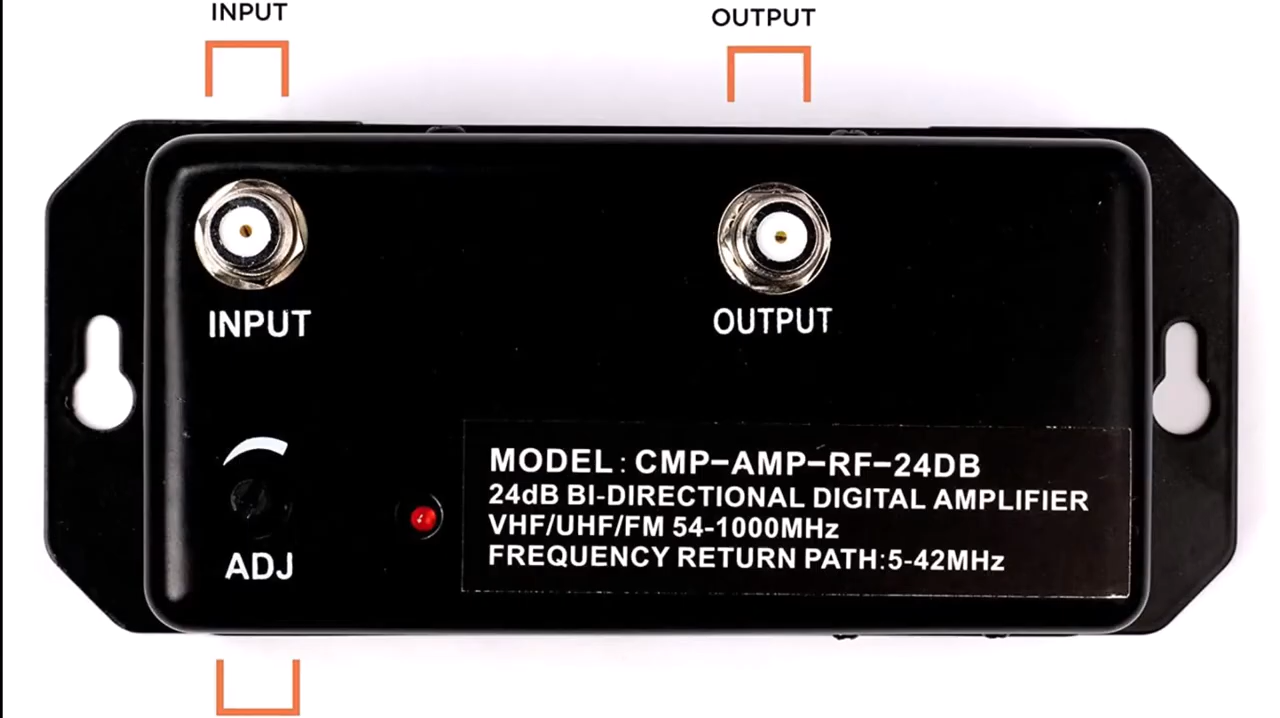 INPUT
OUTPUT
INPUT
OUTPUT
ADJ
MODEL: CMP-AMP-RF-24DB
24dB BI-DIRECTIONAL DIGITAL AMPLIFIER
VHF/UHF/FM 54-1000MHz
FREQUENCY RETURN PATH:5-42MHz